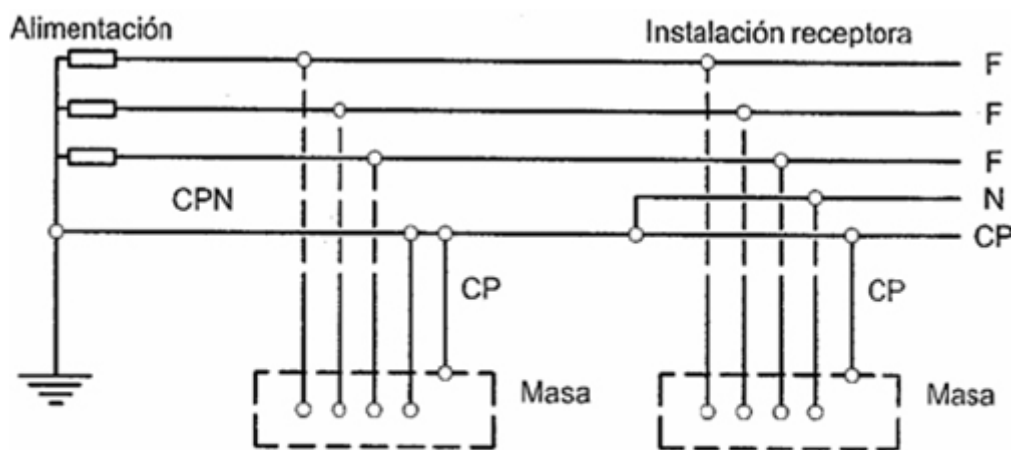 Alimentación
Instalación receptora
F
F
F
CPN
N
CP
CP
CP
Masa
Masa